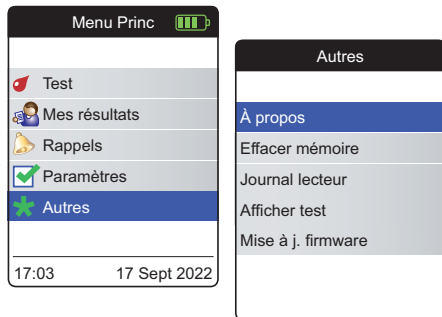 Menu Princ
Test
Mes résultats
Rappels
Paramètres
Autres
17:03 17 Sept 2022
Autres
À propos
Effacer mémoire
Journal lecteur
Afficher test
Mise à j. firmware